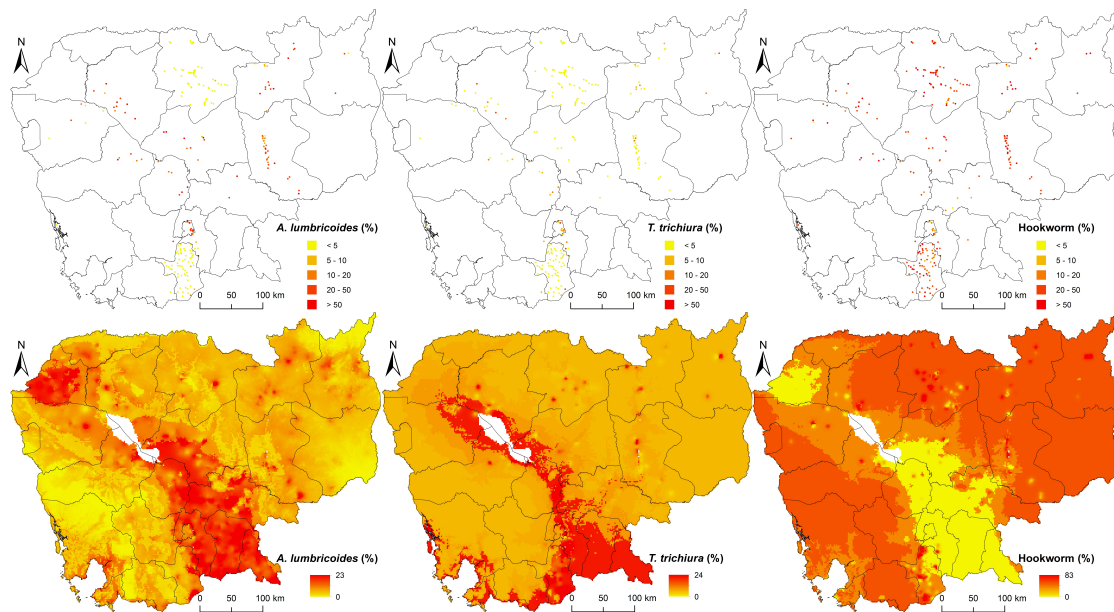 N
A. lumbricoides (%)
< 5
5 - 10
10 - 20
20 - 50
> 50
0 50 100 km
N
T. trichiura (%)
< 5
5 - 10
10 - 20
20 - 50
> 50
0 50 100 km
N
Hookworm (%)
< 5
5 - 10
10 - 20
20 - 50
> 50
0 50 100 km
N
A. lumbricoides (%)
23
0
0 50 100 km
N
T. trichiura (%)
24
0
0 50 100 km
N
Hookworm (%)
83
0
0 50 100 km